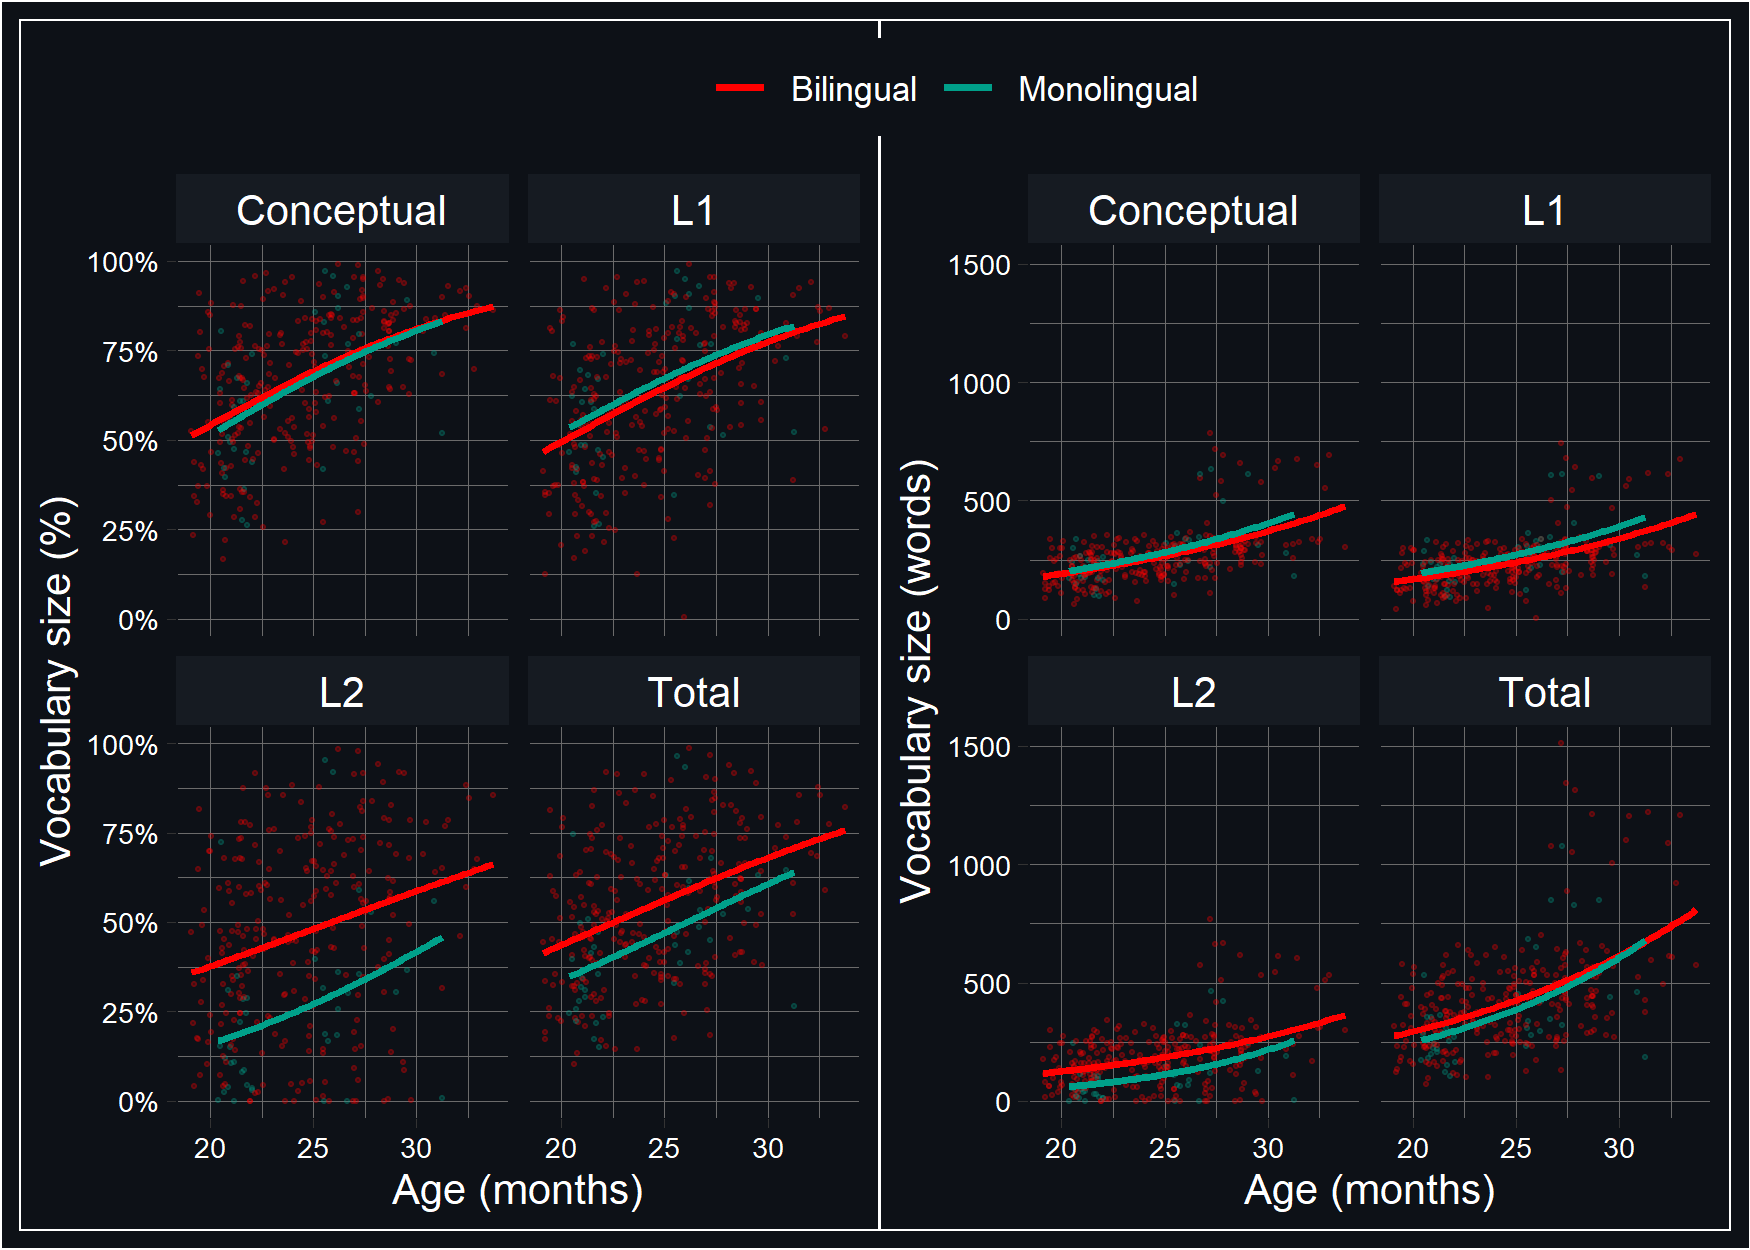 Bilingual Monolingual
Conceptual L1
100%
75%
50%
25%
0%
L2 Total
100%
75%
50%
25%
0%
20 25 30 20 25 30
Age (months)
Vocabulary size (%)
Conceptual L1
1500
1000
500
0
L2 Total
1500
1000
500
0
20 25 30 20 25 30
Age (months)
Vocabulary size (words)